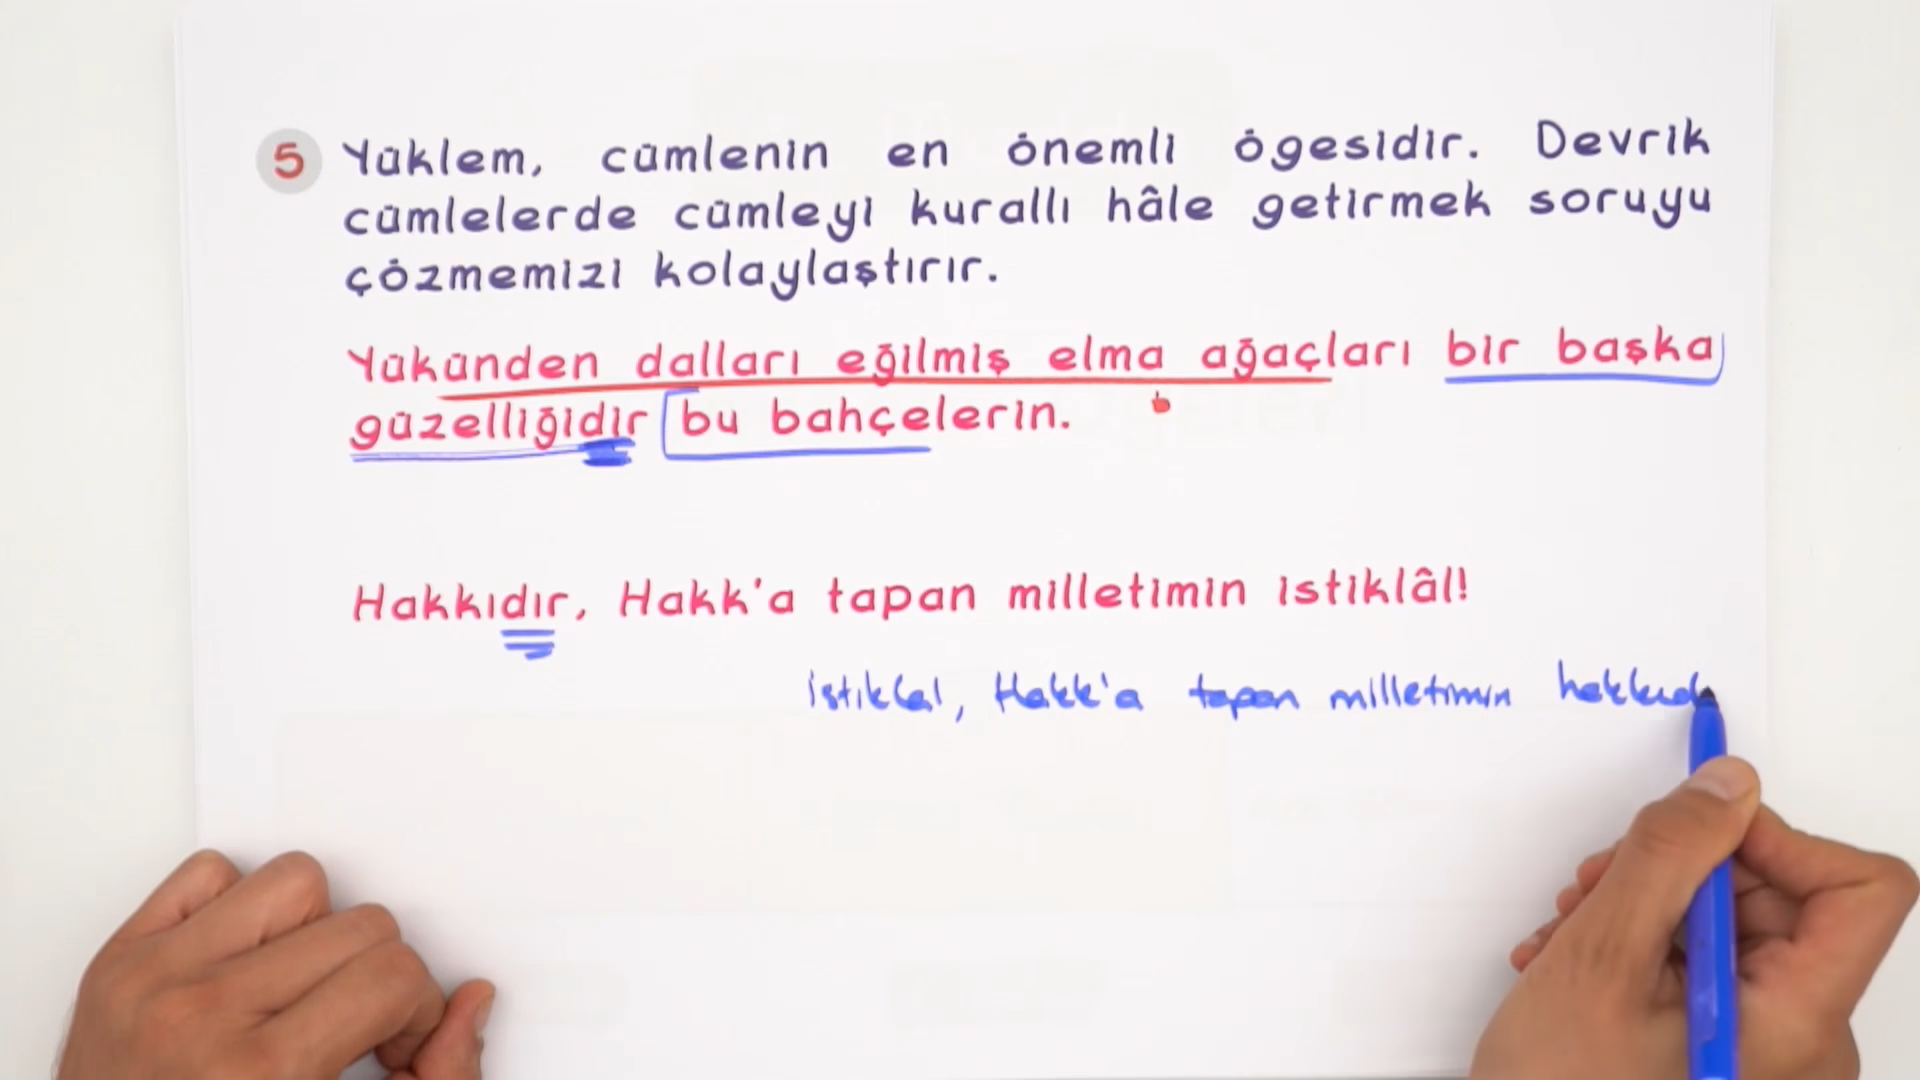 5 Yüklem, cümlenin en önemli ögesidir. Devrik
cümlelerde cümleyi kurallı hâle getirmek soruyu
çözmemizi kolaylaştırır.
Yükünden dalları eğilmiş elma ağaçları bir başka
güzelliğidir bu bahçelerin.
Hakkıdır, Hakk'a tapan milletimin istiklâl!
istiklal, Hakk'a tapan milletimin hakkıd